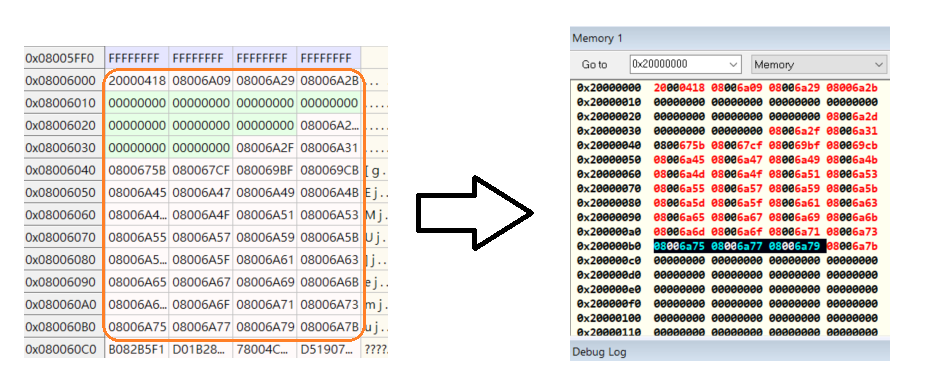 0x08005FF0 FFFFFFFF FFFFFFFF FFFFFFFF FFFFFFFF
0x08006000 20000418 08006A09 08006A29 08006A2B ...
0x08006010 00000000 00000000 00000000 00000000 ....
0x08006020 00000000 00000000 00000000 08006A2... ....
0x08006030 00000000 00000000 08006A2F 08006A31 ....
0x08006040 0800675B 080067CF 080069BF 080069CB [g.
0x08006050 08006A45 08006A47 08006A49 08006A4B Ej..
0x08006060 08006A4... 08006A4F 08006A51 08006A53 Mj..
0x08006070 08006A55 08006A57 08006A59 08006A5B Uj..
0x08006080 08006A5... 08006A5F 08006A61 08006A63 ]j..
0x08006090 08006A65 08006A67 08006A69 08006A6B ej..
0x080060A0 08006A6... 08006A6F 08006A71 08006A73 mj..
0x080060B0 08006A75 08006A77 08006A79 08006A7B uj..
0x080060C0 B082B5F1 D01B28... 78004C... D51907... ????
Memory 1
Go to 0x20000000 Memory
0x20000000 20000418 08006a09 08006a29 08006a2b
0x20000010 00000000 00000000 00000000 00000000
0x20000020 00000000 00000000 00000000 08006a2d
0x20000030 00000000 00000000 08006a2f 08006a31
0x20000040 0800675b 080067cf 080069bf 080069cb
0x20000050 08006a45 08006a47 08006a49 08006a4b
0x20000060 08006a4d 08006a4f 08006a51 08006a53
0x20000070 08006a55 08006a57 08006a59 08006a5b
0x20000080 08006a5d 08006a5f 08006a61 08006a63
0x20000090 08006a65 08006a67 08006a69 08006a6b
0x200000a0 08006a6d 08006a6f 08006a71 08006a73
0x200000b0 08006a75 08006a77 08006a79 08006a7b
0x200000c0 00000000 00000000 00000000 00000000
0x200000d0 00000000 00000000 00000000 00000000
0x200000e0 00000000 00000000 00000000 00000000
0x200000f0 00000000 00000000 00000000 00000000
0x20000100 00000000 00000000 00000000 00000000
0x20000110 00000000 00000000 00000000 00000000
Debug Log